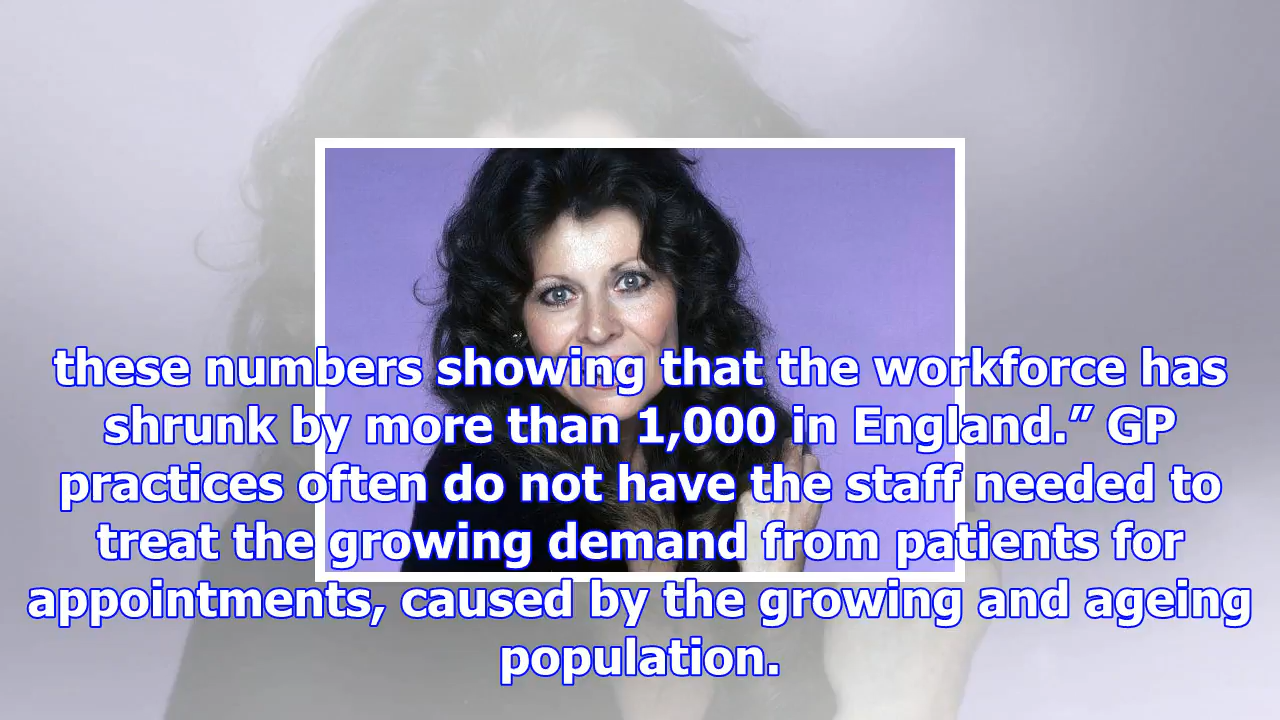 these numbers showing that the workforce has
shrunk by more than 1,000 in England.” GP
practices often do not have the staff needed to
treat the growing demand from patients for
appointments, caused by the growing and ageing
population.